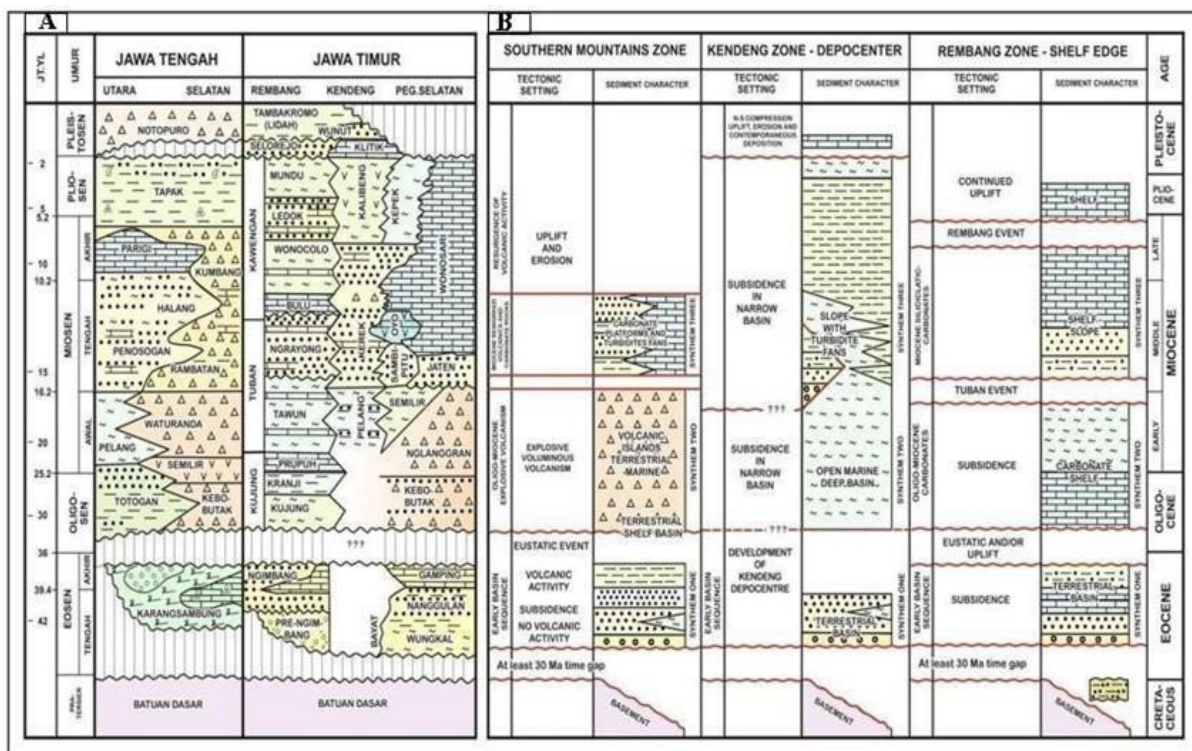 A
JT.YL
UMUR
JAWA TENGAH
UTARA
SELATAN
JAWA TIMUR
REMBANG
KENDENG
PEG.SELATAN
PLEIS-
TOSEN
PLIO-
SEN
MIOSEN
AKHIR
TENGAH
AWAL
OLIGO-
SEN
EOSEN
AKHIR
TENGAH
2
5
5.2
10
10.2
15
16.2
20
25.2
30
36
39.4
42
NOTOPURO
TAPAK
PARIGI
KUMBANG
HALANG
PENOSOGAN
RAMBATAN
WATURANDA
PELANG
SEMILIR
TOTOGAN
KEBO-
BUTAK
KARANGSAMBUNG
BATUAN DASAR
TAMBAKROMO
(LIDAH)
WUNUT
SELOREJO
KLITIK
MUNDU
KALIBENG
KEPEK
LEDOK
KAWENGAN
WONOCOLO
WONOSARI
BULU
KEREK
OYO
NGRAYONG
SAMBI
PITU
JATEN
TUBAN
TAWUN
PELANG
SEMILIR
NGLANGGRAN
PRUPUH
KUJUNG
KRANJI
KUJUNG
KEBO-
BUTAK
???
NGIMBANG
PRE-NGIM
BANG
BAYAT
GAMPING
NANGGULAN
WUNGKAL
BATUAN DASAR
B
SOUTHERN MOUNTAINS ZONE
TECTONIC
SETTING
SEDIMENT CHARACTER
RESURGENCE OF
VOLCANIC ACTIVITY
UPLIFT
AND
EROSION
CARBONATE
PLATFORMS AND
TURBIDITES FANS
SYNTHEM THREE
OLIGO-MIOCENE
EXPLOSIVE VOLCANISM
EXPLOSIVE
VOLUMINOUS
VOLCANISM
VOLCANIC
ISLANDS
TERRESTRIAL
MARINE
TERRESTRIAL
SHELF BASIN
SYNTHEM TWO
EUSTATIC EVENT
EARLY BASIN
SEQUENCE
VOLCANIC
ACTIVITY
SUBSIDENCE
NO VOLCANIC
ACTIVITY
SYNTHEM ONE
At least 30 Ma time gap
BASEMENT
KENDENG ZONE - DEPOCENTER
TECTONIC
SETTING
SEDIMENT CHARACTER
N-S COMPRESSION
UPLIFT, EROSION AND
CONTEMPORANEOUS
DEPOSITION
SUBSIDENCE
IN
NARROW
BASIN
SLOPE
WITH
TURBIDITE
FANS
SYNTHEM THREE
???
SUBSIDENCE
IN
NARROW
BASIN
OPEN MARINE
DEEP BASIN
SYNTHEM TWO
???
EARLY BASIN
SEQUENCE
DEVELOPMENT
OF KENDENG
DEPOCENTRE
TERRESTRIAL
BASIN
SYNTHEM ONE
BASEMENT
REMBANG ZONE - SHELF EDGE
TECTONIC
SETTING
SEDIMENT CHARACTER
CONTINUED
UPLIFT
SHELF
REMBANG EVENT
MIOCENE SILICICLASTIC-
CARBONATES
SHELF
SLOPE
SYNTHEM THREE
TUBAN EVENT
OLIGO-MIOCENE
CARBONATES
SUBSIDENCE
CARBONATE
SHELF
SYNTHEM TWO
EUSTATIC AND/OR
UPLIFT
EARLY BASIN
SEQUENCE
SUBSIDENCE
TERRESTRIAL
BASIN
SYNTHEM ONE
At least 30 Ma time gap
BASEMENT
AGE
PLEISTO-
CENE
PLIO-
CENE
MIOCENE
LATE
MIDDLE
EARLY
OLIGO-
CENE
EOCENE
CRETA-
CEOUS